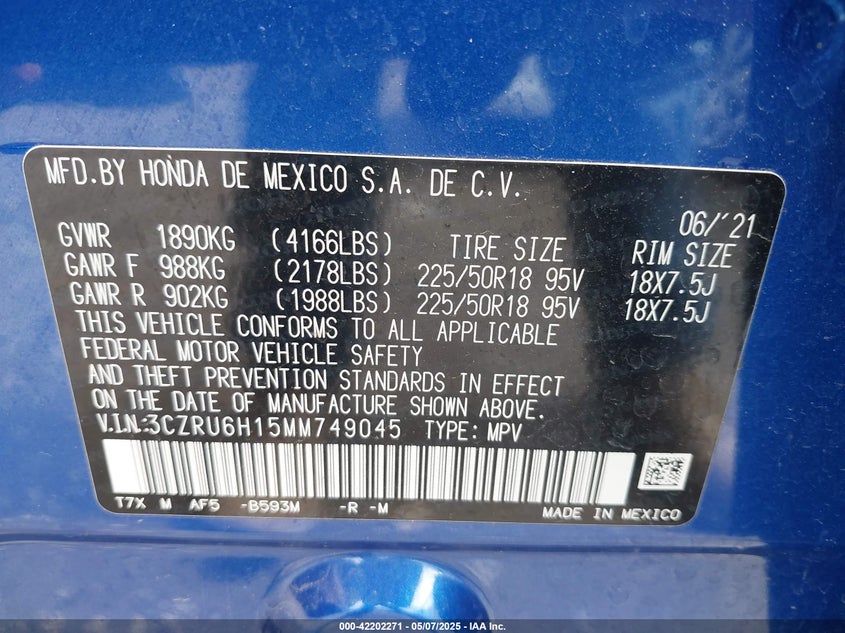 MFD.BY HONDA DE MEXICO S.A. DE C.V.
06/'21
GVWR 1890KG (4166LBS) TIRE SIZE RIM SIZE
GAWR F 988KG (2178LBS) 225/50R18 95V 18X7.5J
GAWR R 902KG (1988LBS) 225/50R18 95V 18X7.5J
THIS VEHICLE CONFORMS TO ALL APPLICABLE
FEDERAL MOTOR VEHICLE SAFETY
AND THEFT PREVENTION STANDARDS IN EFFECT
ON THE DATE OF MANUFACTURE SHOWN ABOVE.
V.I.N:3CZRU6H15MM749045 TYPE: MPV
T7X M AF5 -B593M -R -M
MADE IN MEXICO
000-42202271 - 05/07/2025 - IAA Inc.